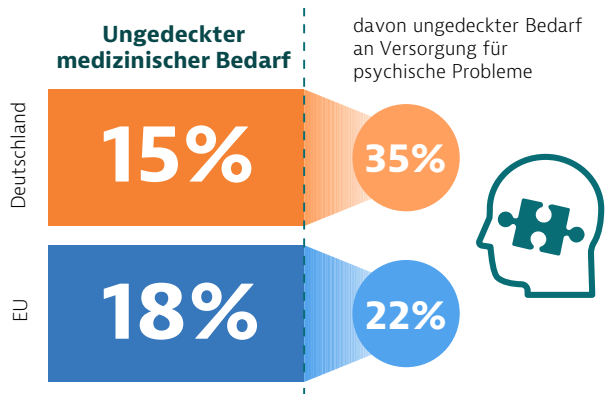 Ungedeckter
medizinischer Bedarf
davon ungedeckter Bedarf
an Versorgung für
psychische Probleme
Deutschland
15%
35%
EU
18%
22%